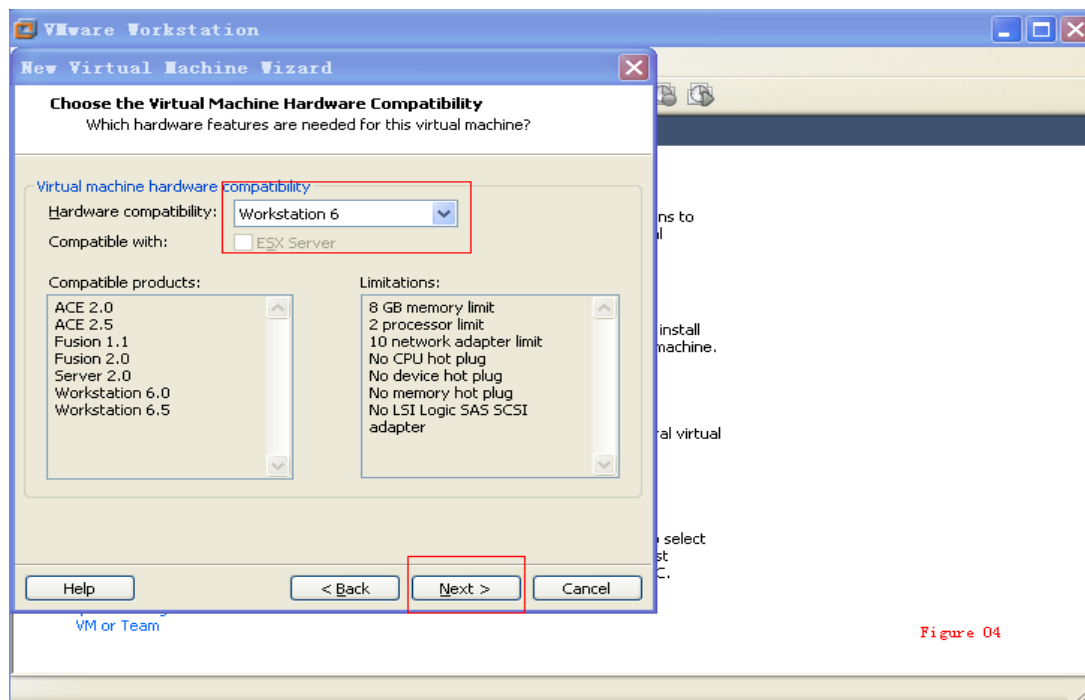 VMware Workstation
New Virtual Machine Wizard
Choose the Virtual Machine Hardware Compatibility
Which hardware features are needed for this virtual machine?
Virtual machine hardware compatibility
Hardware compatibility: Workstation 6
Compatible with: ESX Server
Compatible products:
ACE 2.0
ACE 2.5
Fusion 1.1
Fusion 2.0
Server 2.0
Workstation 6.0
Workstation 6.5
Limitations:
8 GB memory limit
2 processor limit
10 network adapter limit
No CPU hot plug
No device hot plug
No memory hot plug
No LSI Logic SAS SCSI
adapter
ns to
install
machine.
ral virtual
select
st
C.
Help < Back Next > Cancel
VM or Team
Figure 04